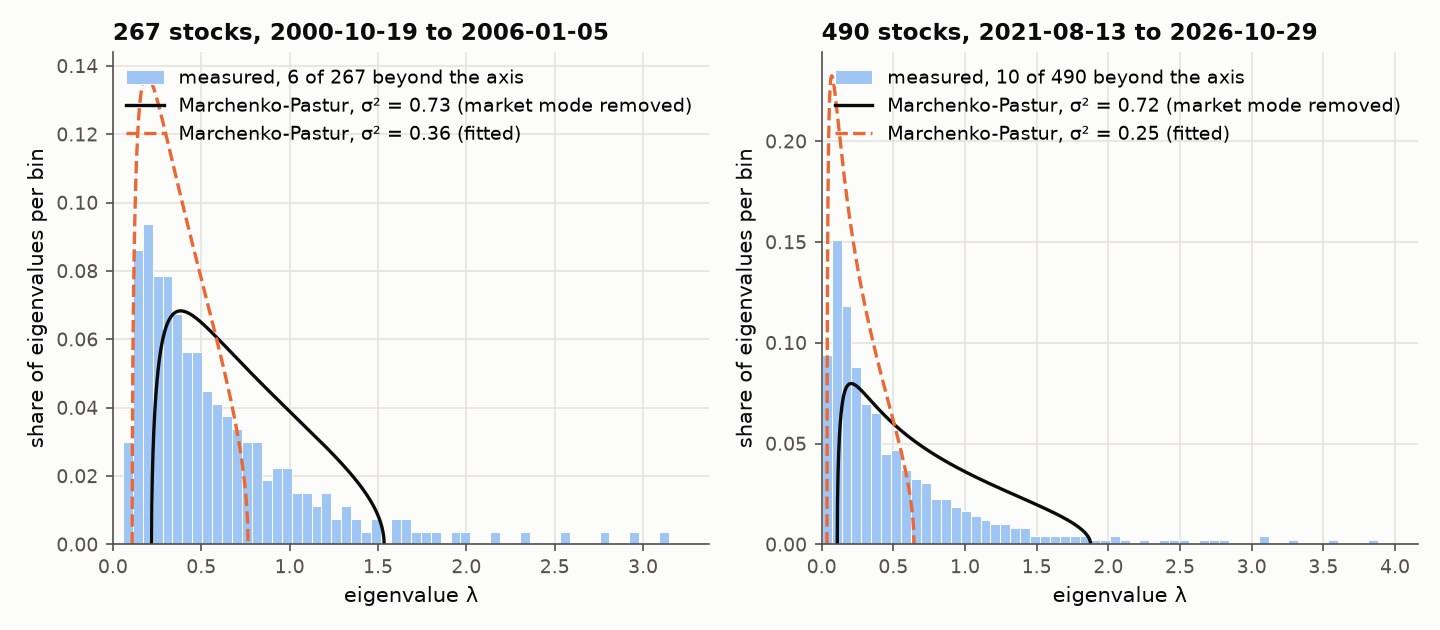 267 stocks, 2000-10-19 to 2006-01-05
measured, 6 of 267 beyond the axis
Marchenko-Pastur, σ² = 0.73 (market mode removed)
Marchenko-Pastur, σ² = 0.36 (fitted)
share of eigenvalues per bin
0.14
0.12
0.10
0.08
0.06
0.04
0.02
0.00
0.0 0.5 1.0 1.5 2.0 2.5 3.0
eigenvalue λ
490 stocks, 2021-08-13 to 2026-10-29
measured, 10 of 490 beyond the axis
Marchenko-Pastur, σ² = 0.72 (market mode removed)
Marchenko-Pastur, σ² = 0.25 (fitted)
share of eigenvalues per bin
0.20
0.15
0.10
0.05
0.00
0.0 0.5 1.0 1.5 2.0 2.5 3.0 3.5 4.0
eigenvalue λ